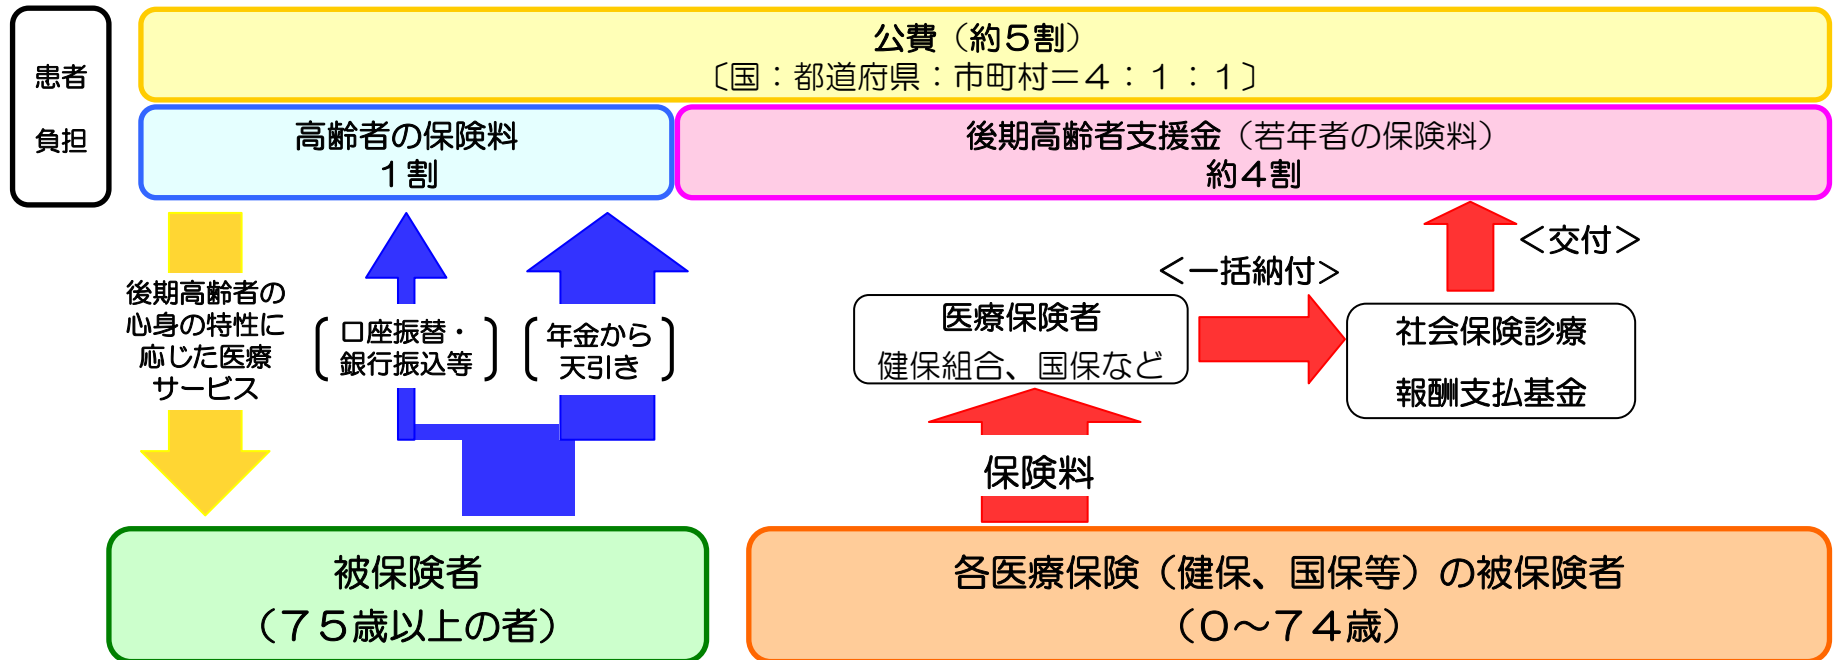 患者
負担
公費（約５割）
〔国：都道府県：市町村＝４：１：１〕
高齢者の保険料
１割
後期高齢者支援金（若年者の保険料）
約４割
後期高齢者の
心身の特性に
応じた医療
サービス
口座振替・
銀行振込等
年金から
天引き
＜交付＞
＜一括納付＞
医療保険者
健保組合、国保など
社会保険診療
報酬支払基金
保険料
被保険者
（７５歳以上の者）
各医療保険（健保、国保等）の被保険者
（０～７４歳）